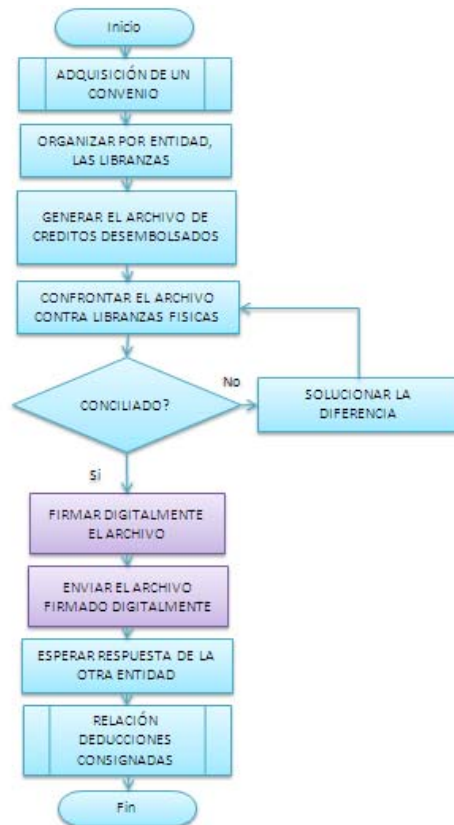 Inicio
ADQUISICIÓN DE UN
CONVENIO
ORGANIZAR POR ENTIDAD,
LAS LIBRANZAS
GENERAR EL ARCHIVO DE
CREDITOS DESEMBOLSADOS
CONFRONTAR EL ARCHIVO
CONTRA LIBRANZAS FISICAS
CONCILIADO?
No
SOLUCIONAR LA
DIFERENCIA
Si
FIRMAR DIGITALMENTE
EL ARCHIVO
ENVIAR EL ARCHIVO
FIRMADO DIGITALMENTE
ESPERAR RESPUESTA DE LA
OTRA ENTIDAD
RELACIÓN
DEDUCCIONES
CONSIGNADAS
Fin